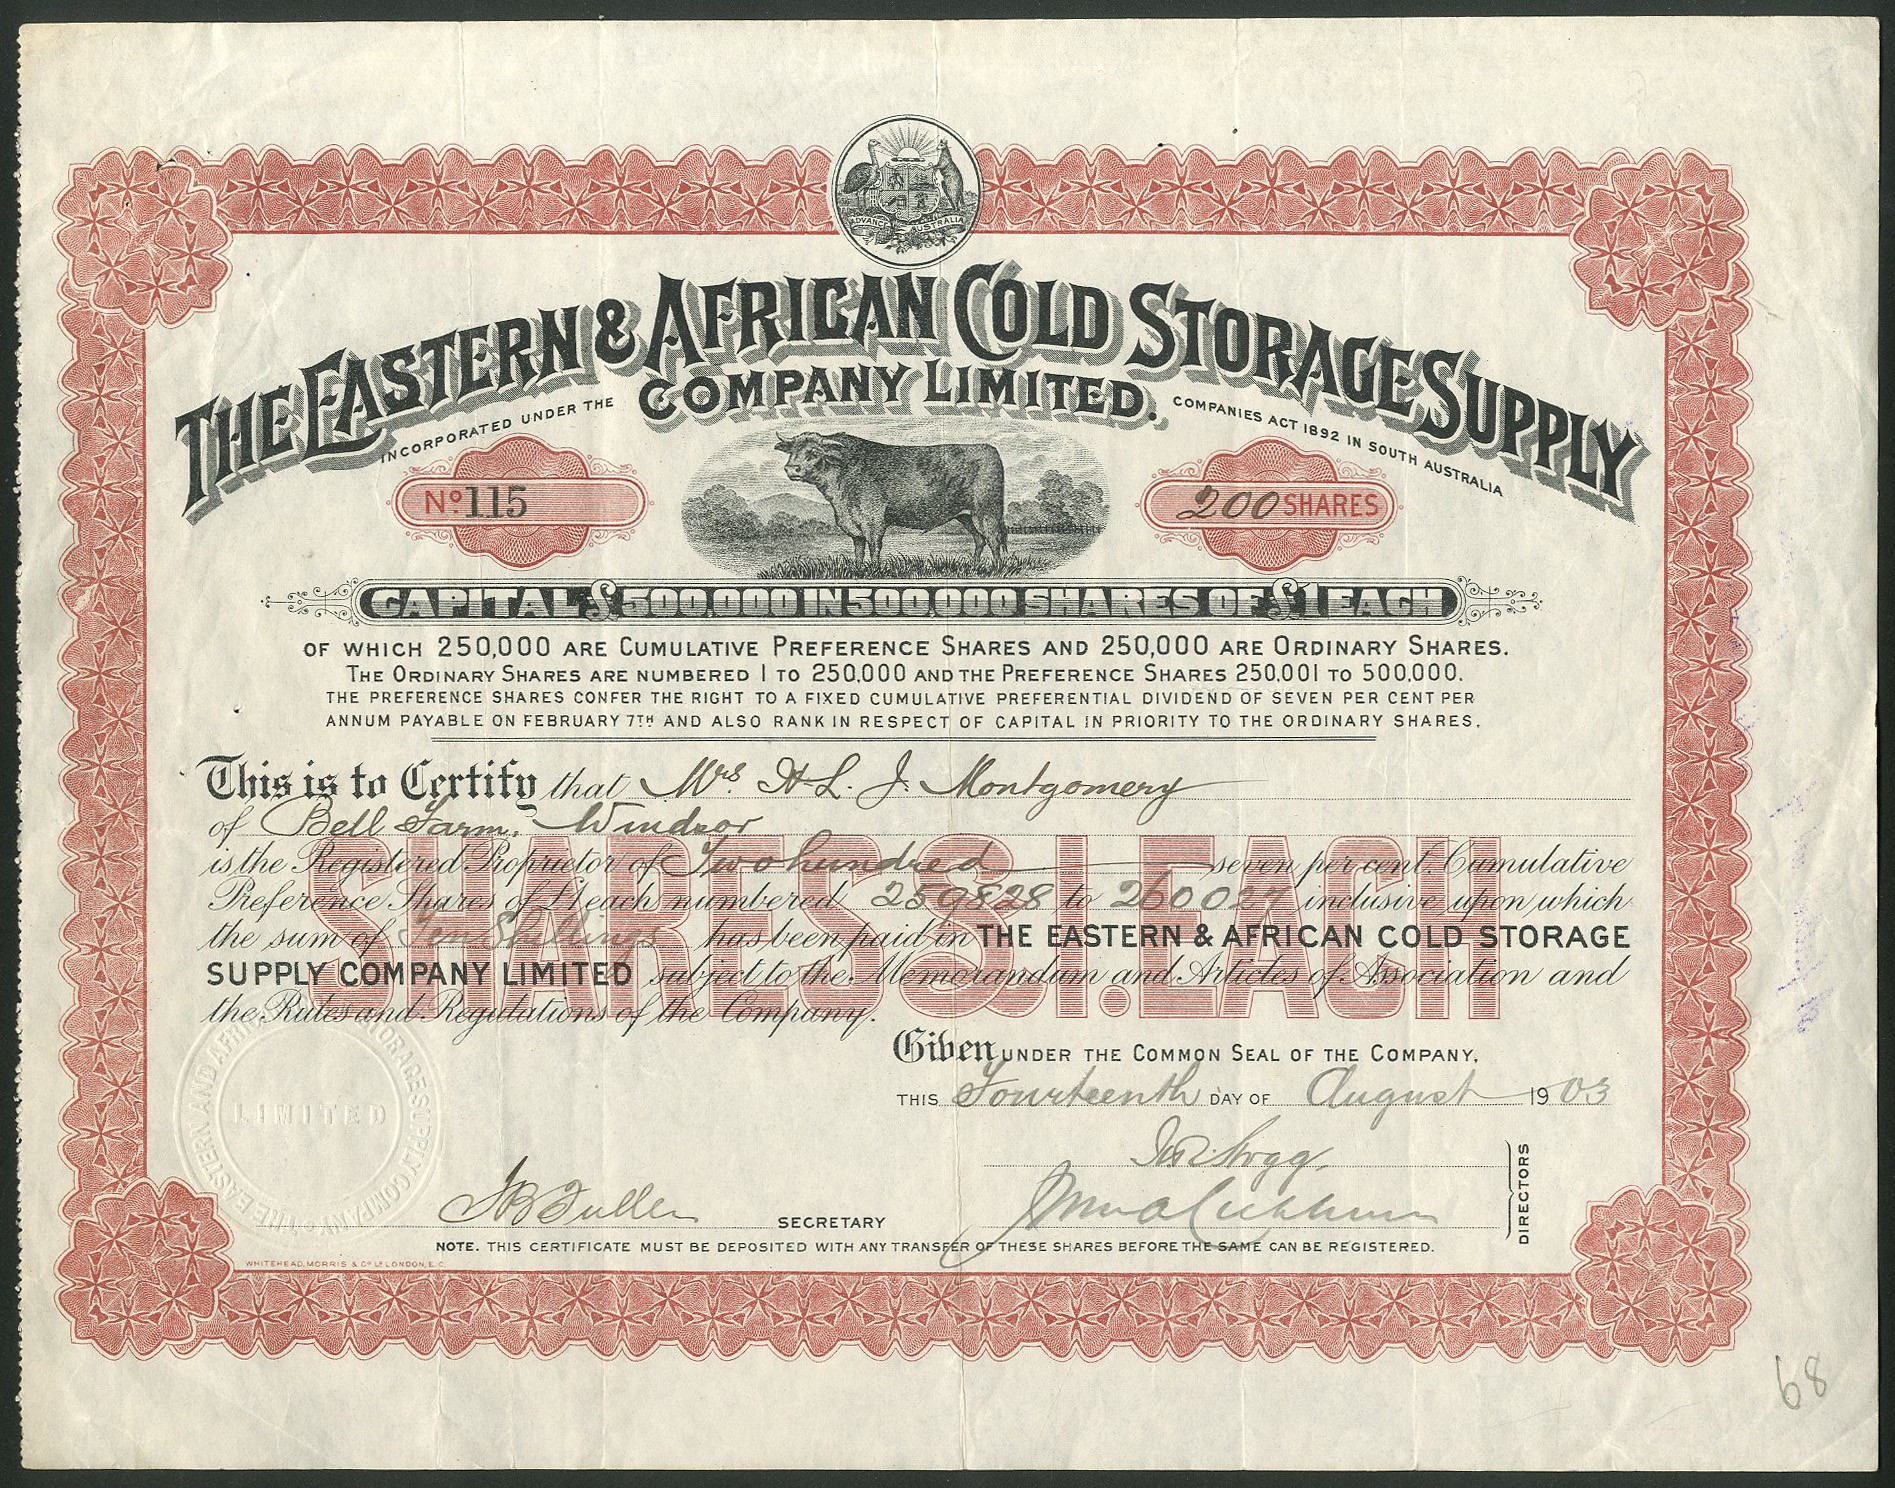 ADVANCE AUSTRALIA
THE EASTERN & AFRICAN COLD STORAGE SUPPLY
COMPANY LIMITED.
INCORPORATED UNDER THE COMPANIES ACT 1892 IN SOUTH AUSTRALIA
No. 115
200 SHARES
CAPITAL £500,000 IN 500,000 SHARES OF £1 EACH
OF WHICH 250,000 ARE CUMULATIVE PREFERENCE SHARES AND 250,000 ARE ORDINARY SHARES.
THE ORDINARY SHARES ARE NUMBERED 1 TO 250,000 AND THE PREFERENCE SHARES 250,001 TO 500,000.
THE PREFERENCE SHARES CONFER THE RIGHT TO A FIXED CUMULATIVE PREFERENTIAL DIVIDEND OF SEVEN PER CENT PER
ANNUM PAYABLE ON FEBRUARY 7TH AND ALSO RANK IN RESPECT OF CAPITAL IN PRIORITY TO THE ORDINARY SHARES.
This is to Certify that Mrs. H. L. J. Montgomery
of Bell Farm, Windsor
is the Registered Proprietor of Two hundred seven per cent. Cumulative
Preference Shares of £1 each numbered 259828 to 260027 inclusive upon which
the sum of Ten Shillings has been paid in THE EASTERN & AFRICAN COLD STORAGE
SUPPLY COMPANY LIMITED subject to the Memorandum and Articles of Association and
the Rules and Regulations of the Company.
SHARES £1. EACH
Given UNDER THE COMMON SEAL OF THE COMPANY,
THIS Fourteenth DAY OF August 1903
THE EASTERN AND AFRICAN COLD STORAGE SUPPLY COMPANY
LIMITED
DIRECTORS
J B Fuller SECRETARY
NOTE. THIS CERTIFICATE MUST BE DEPOSITED WITH ANY TRANSFER OF THESE SHARES BEFORE THE SAME CAN BE REGISTERED.
WHITEHEAD, MORRIS & Co Ld LONDON, E.C.
68